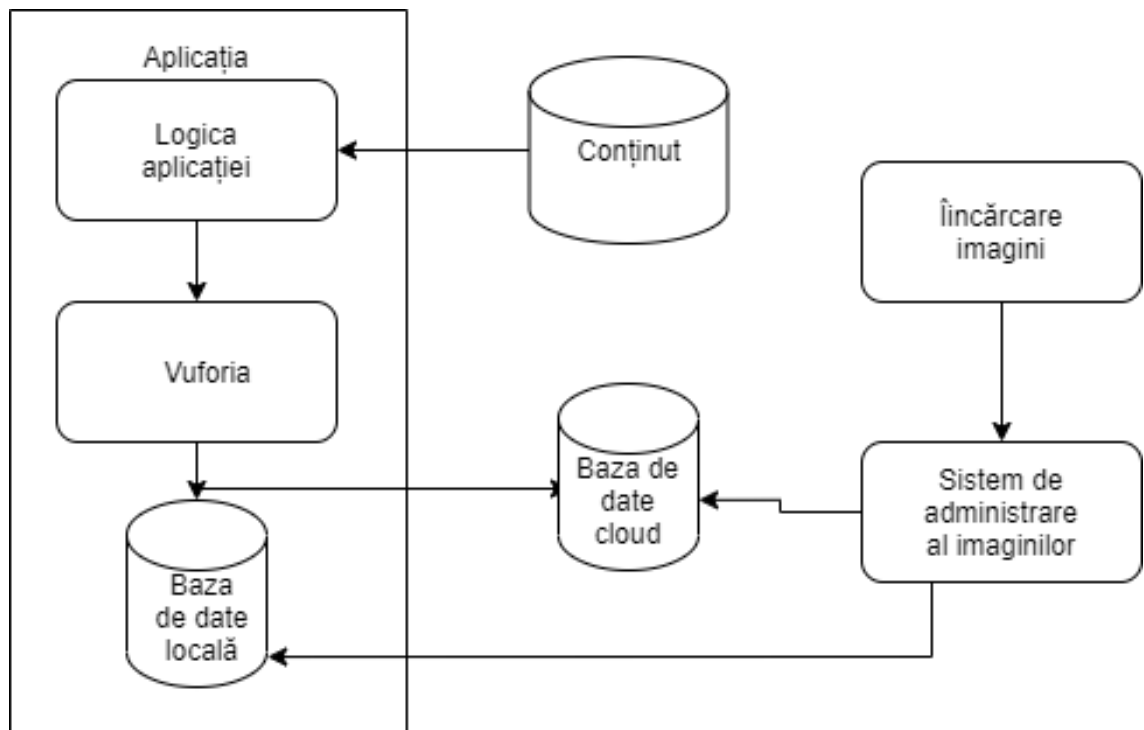 Aplicația
Logica
aplicației
Conținut
Îincărcare
imagini
Vuforia
Baza de
date
cloud
Sistem de
administrare
al imaginilor
Baza
de date
locală